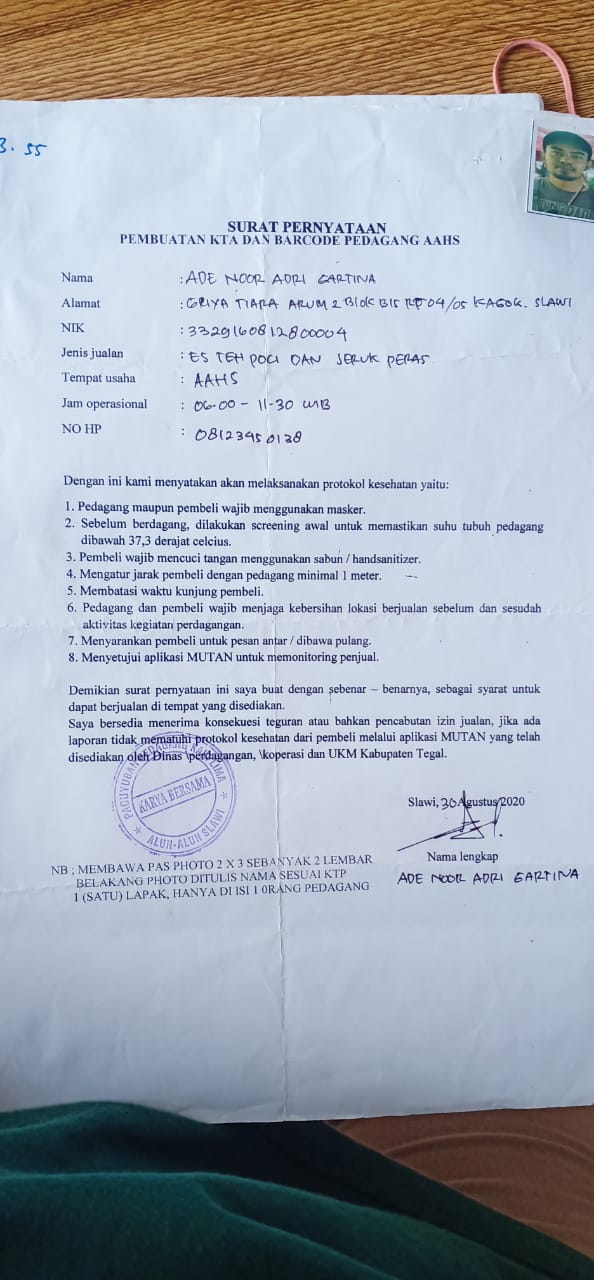 3. 55
SURAT PERNYATAAN
PEMBUATAN KTA DAN BARCODE PEDAGANG AAHS
Nama : ADE NOOR ADRI GARTINA
Alamat : GRIYA TIARA ARUM 2 Blok B15 RT 04/05 KAGOK. SLAWI
NIK : 3329160812800004
Jenis jualan : ES TEH POCI DAN JERUK PERAS
Tempat usaha : AAHS
Jam operasional : 06.00 - 11-30 WIB
NO HP : 08123450138
Dengan ini kami menyatakan akan melaksanakan protokol kesehatan yaitu:
1. Pedagang maupun pembeli wajib menggunakan masker.
2. Sebelum berdagang, dilakukan screening awal untuk memastikan suhu tubuh pedagang
dibawah 37,3 derajat celcius.
3. Pembeli wajib mencuci tangan menggunakan sabun / handsanitizer.
4. Mengatur jarak pembeli dengan pedagang minimal 1 meter.
5. Membatasi waktu kunjung pembeli.
6. Pedagang dan pembeli wajib menjaga kebersihan lokasi berjualan sebelum dan sesudah
aktivitas kegiatan perdagangan.
7. Menyarankan pembeli untuk pesan antar / dibawa pulang.
8. Menyetujui aplikasi MUTAN untuk memonitoring penjual.
Demikian surat pernyataan ini saya buat dengan sebenar – benarnya, sebagai syarat untuk
dapat berjualan di tempat yang disediakan.
Saya bersedia menerima konsekuesi teguran atau bahkan pencabutan izin jualan, jika ada
laporan tidak mematuhi protokol kesehatan dari pembeli melalui aplikasi MUTAN yang telah
disediakan oleh Dinas \perdagangan, \koperasi dan UKM Kabupaten Tegal.
PAGUYUBAN PEDAGANG KAKILIMA
KARYA BERSAMA
ALUN-ALUN SLAWI
Slawi, 30 Agustus 2020
Nama lengkap
ADE NOOR ADRI GARTINA
NB ; MEMBAWA PAS PHOTO 2 X 3 SEBANYAK 2 LEMBAR
BELAKANG PHOTO DITULIS NAMA SESUAI KTP
1 (SATU) LAPAK, HANYA DI ISI 1 0RANG PEDAGANG